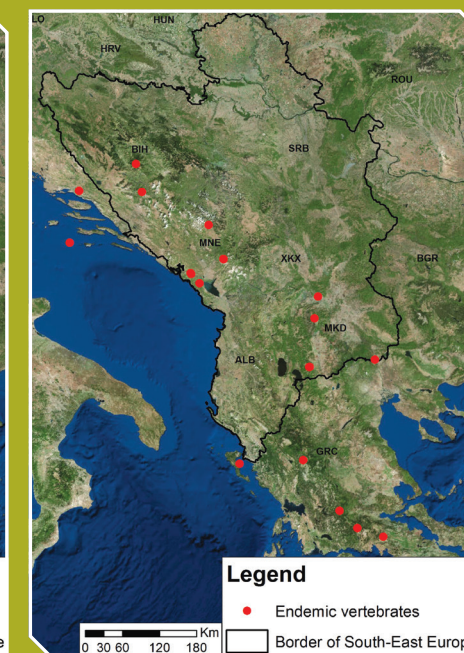 LO
HUN
HRV
ROU
BIH
SRB
MNE
XKX
BGR
MKD
ALB
GRC
Legend
Endemic vertebrates
Km
0 30 60 120 180
Border of South-East Europ
e